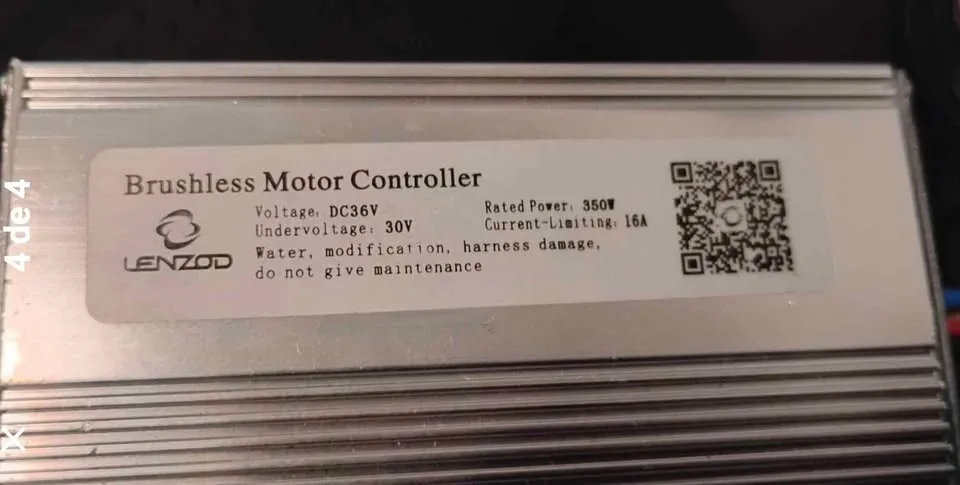 Brushless Motor Controller
LENZOD
Voltage: DC36V
Rated Power: 350W
Undervoltage: 30V
Current-Limiting: 16A
Water, modification, harness damage,
do not give maintenance
4 de 4
X